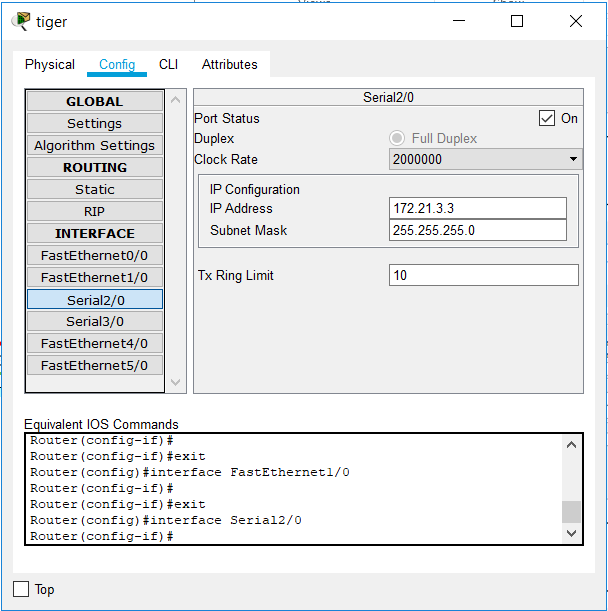 tiger
Physical Config CLI Attributes
GLOBAL
Settings
Algorithm Settings
ROUTING
Static
RIP
INTERFACE
FastEthernet0/0
FastEthernet1/0
Serial2/0
Serial3/0
FastEthernet4/0
FastEthernet5/0
Serial2/0
Port Status On
Duplex Full Duplex
Clock Rate 2000000
IP Configuration
IP Address 172.21.3.3
Subnet Mask 255.255.255.0
Tx Ring Limit 10
Equivalent IOS Commands
Router(config-if)#
Router(config-if)#exit
Router(config)#interface FastEthernet1/0
Router(config-if)#
Router(config-if)#exit
Router(config)#interface Serial2/0
Router(config-if)#
Top